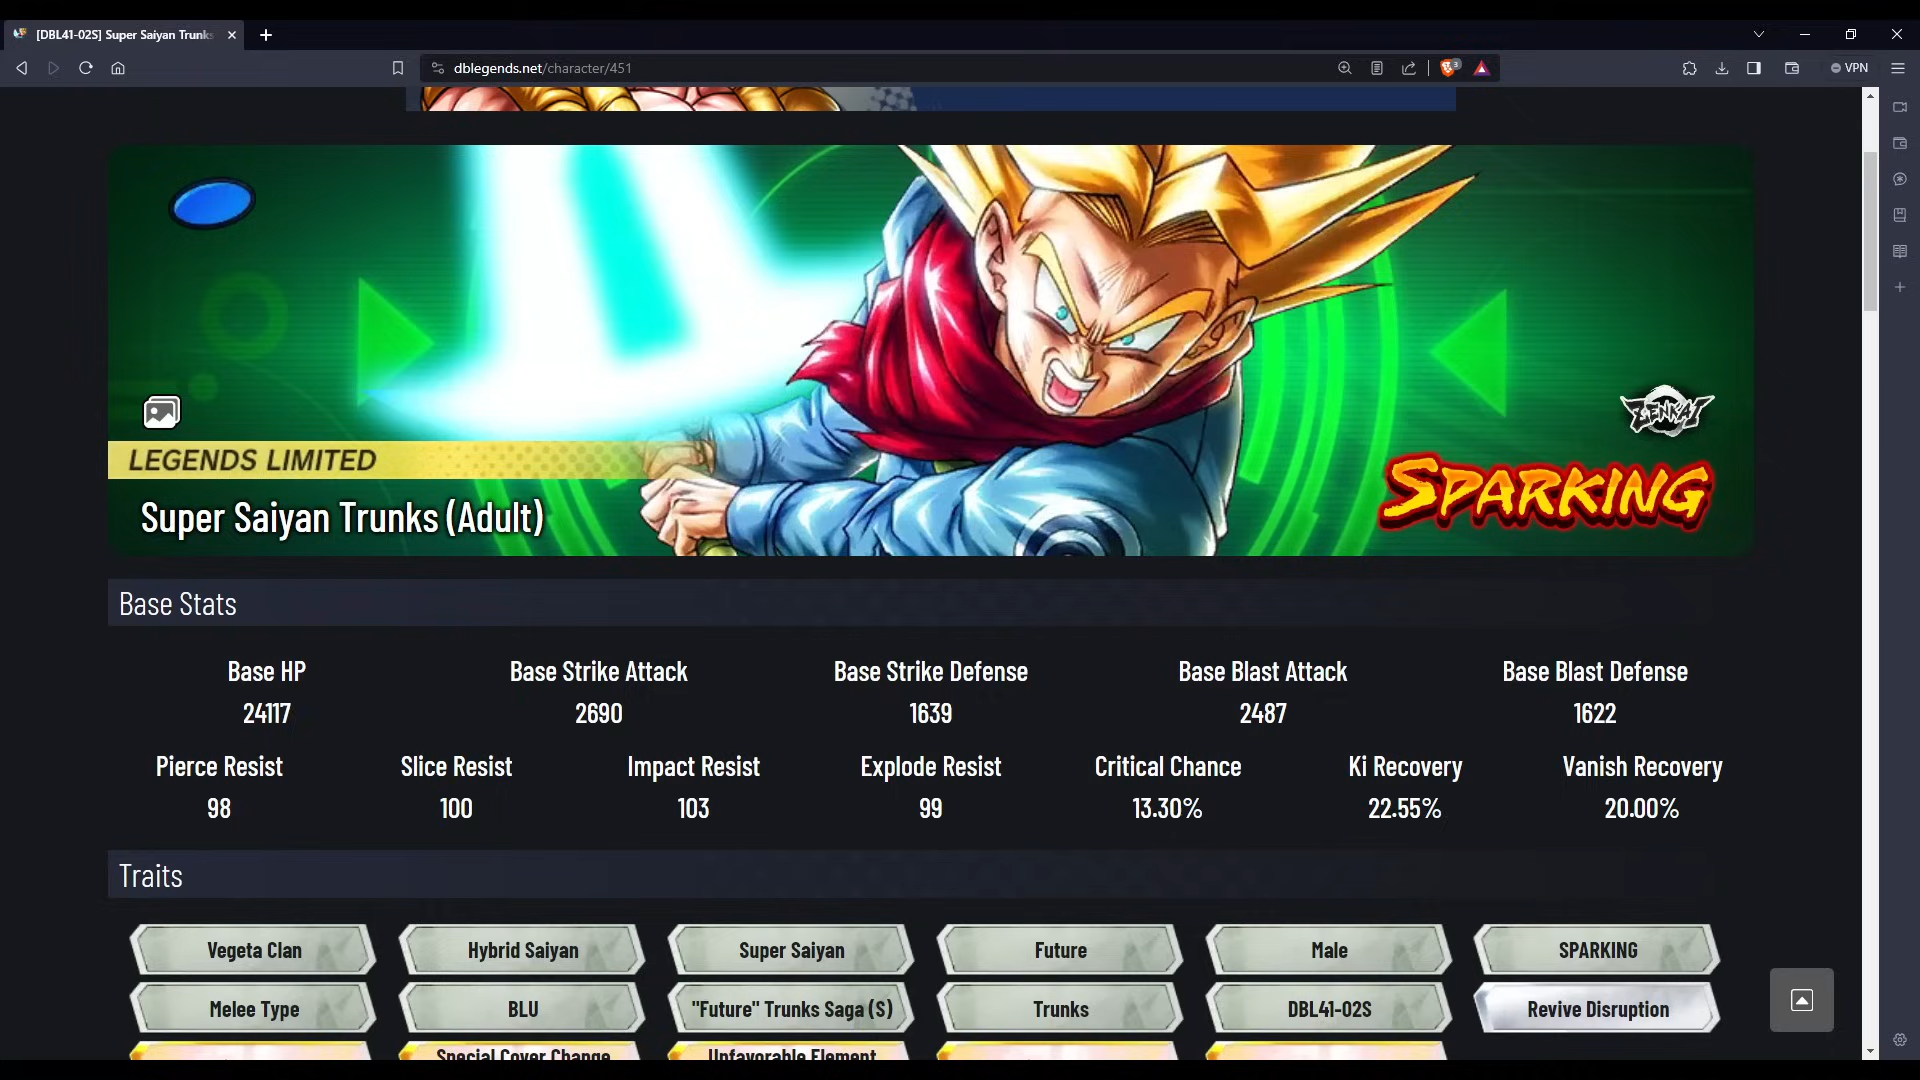 [DBL41-02S] Super Saiyan Trunks
dblegends.net/character/451
3
VPN
ZENKAI
LEGENDS LIMITED
SPARKING
Super Saiyan Trunks (Adult)
Base Stats
Base HP
Base Strike Attack
Base Strike Defense
Base Blast Attack
Base Blast Defense
24117
2690
1639
2487
1622
Pierce Resist
Slice Resist
Impact Resist
Explode Resist
Critical Chance
Ki Recovery
Vanish Recovery
98
100
103
99
13.30%
22.55%
20.00%
Traits
Vegeta Clan
Hybrid Saiyan
Super Saiyan
Future
Male
SPARKING
Melee Type
BLU
"Future" Trunks Saga (S)
Trunks
DBL41-02S
Revive Disruption
Special Cover Change
Unfavorable Element